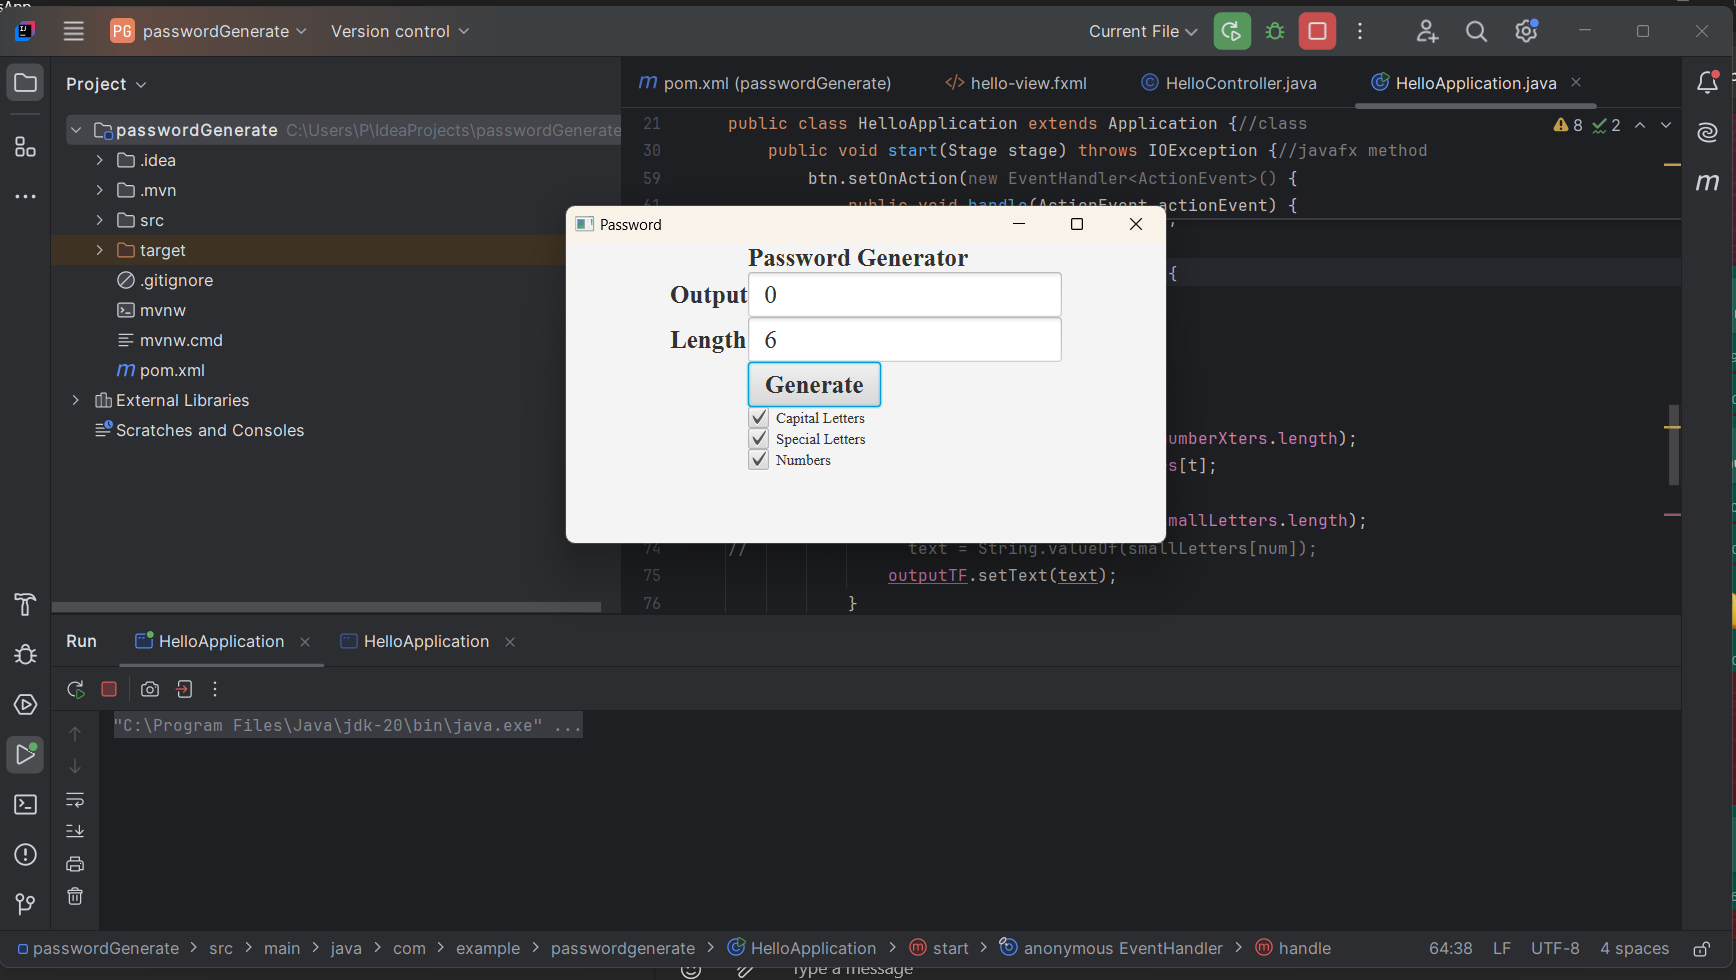 PG passwordGenerate Version control Current File
Project
pom.xml (passwordGenerate) hello-view.fxml HelloController.java HelloApplication.java
passwordGenerate C:\Users\P\IdeaProjects\passwordGenerate
.idea
.mvn
src
target
.gitignore
mvnw
mvnw.cmd
pom.xml
External Libraries
Scratches and Consoles
21 public class HelloApplication extends Application {//class
8 2
30 public void start(Stage stage) throws IOException {//javafx method
59 btn.setOnAction(new EventHandler<ActionEvent>() {
61 public void handle(ActionEvent actionEvent) {
{
umberXters.length);
s[t];
mallLetters.length);
74 // text = String.valueOf(smallLetters[num]);
75 outputTF.setText(text);
76 }
Password
Password Generator
Output 0
Length 6
Generate
Capital Letters
Special Letters
Numbers
Run HelloApplication HelloApplication
"C:\Program Files\Java\jdk-20\bin\java.exe" ...
passwordGenerate > src > main > java > com > example > passwordgenerate > HelloApplication > start > anonymous EventHandler > handle 64:38 LF UTF-8 4 spaces
Type a message